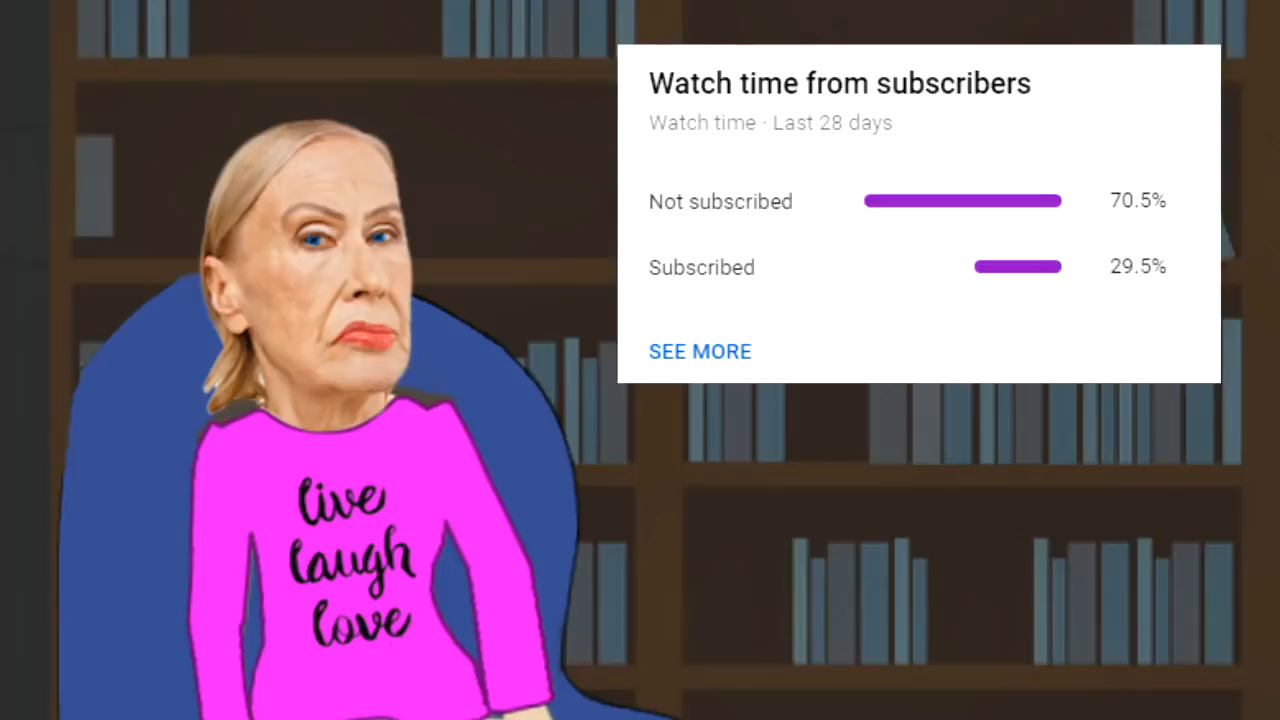 Watch time from subscribers
Watch time · Last 28 days
Not subscribed 70.5%
Subscribed 29.5%
SEE MORE
live
laugh
love